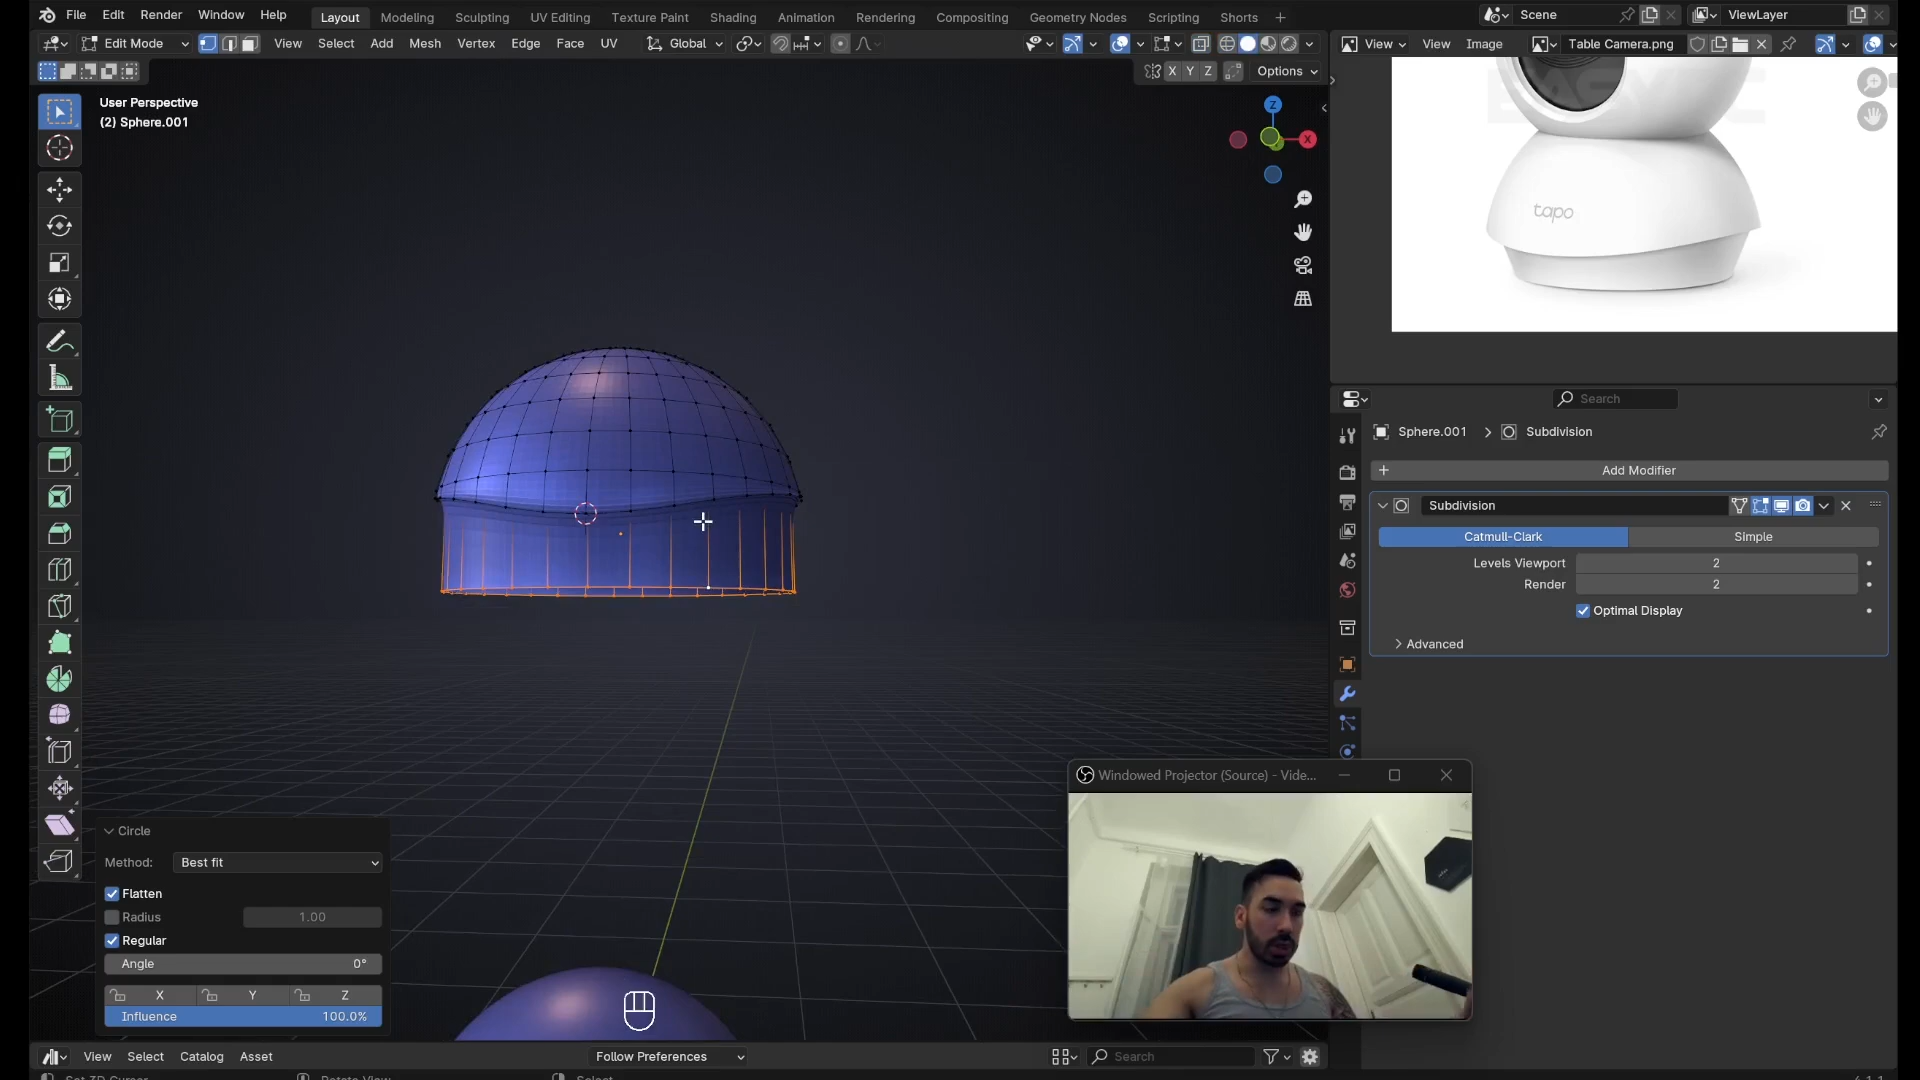 File Edit Render Window Help Layout Modeling Sculpting UV Editing Texture Paint Shading Animation Rendering Compositing Geometry Nodes Scripting Shorts + Scene ViewLayer
Edit Mode View Select Add Mesh Vertex Edge Face UV Global View View Image Table Camera.png
X Y Z Options
User Perspective
(2) Sphere.001
Z
X
tapo
Search
Sphere.001 > Subdivision
+ Add Modifier
Subdivision
Catmull-Clark Simple
Levels Viewport 2
Render 2
Optimal Display
Advanced
Windowed Projector (Source) - Vide...
Circle
Method: Best fit
Flatten
Radius 1.00
Regular
Angle 0°
X Y Z
Influence 100.0%
View Select Catalog Asset Follow Preferences Search